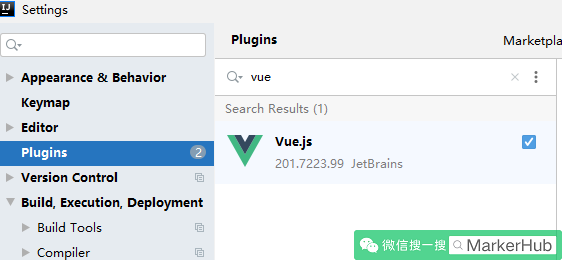 IJ Settings
Plugins
Marketpla
Appearance & Behavior
Keymap
Editor
Plugins 2
Version Control
Build, Execution, Deployment
Build Tools
Compiler
vue
Search Results (1)
Vue.js
201.7223.99 JetBrains
微信搜一搜 MarkerHub